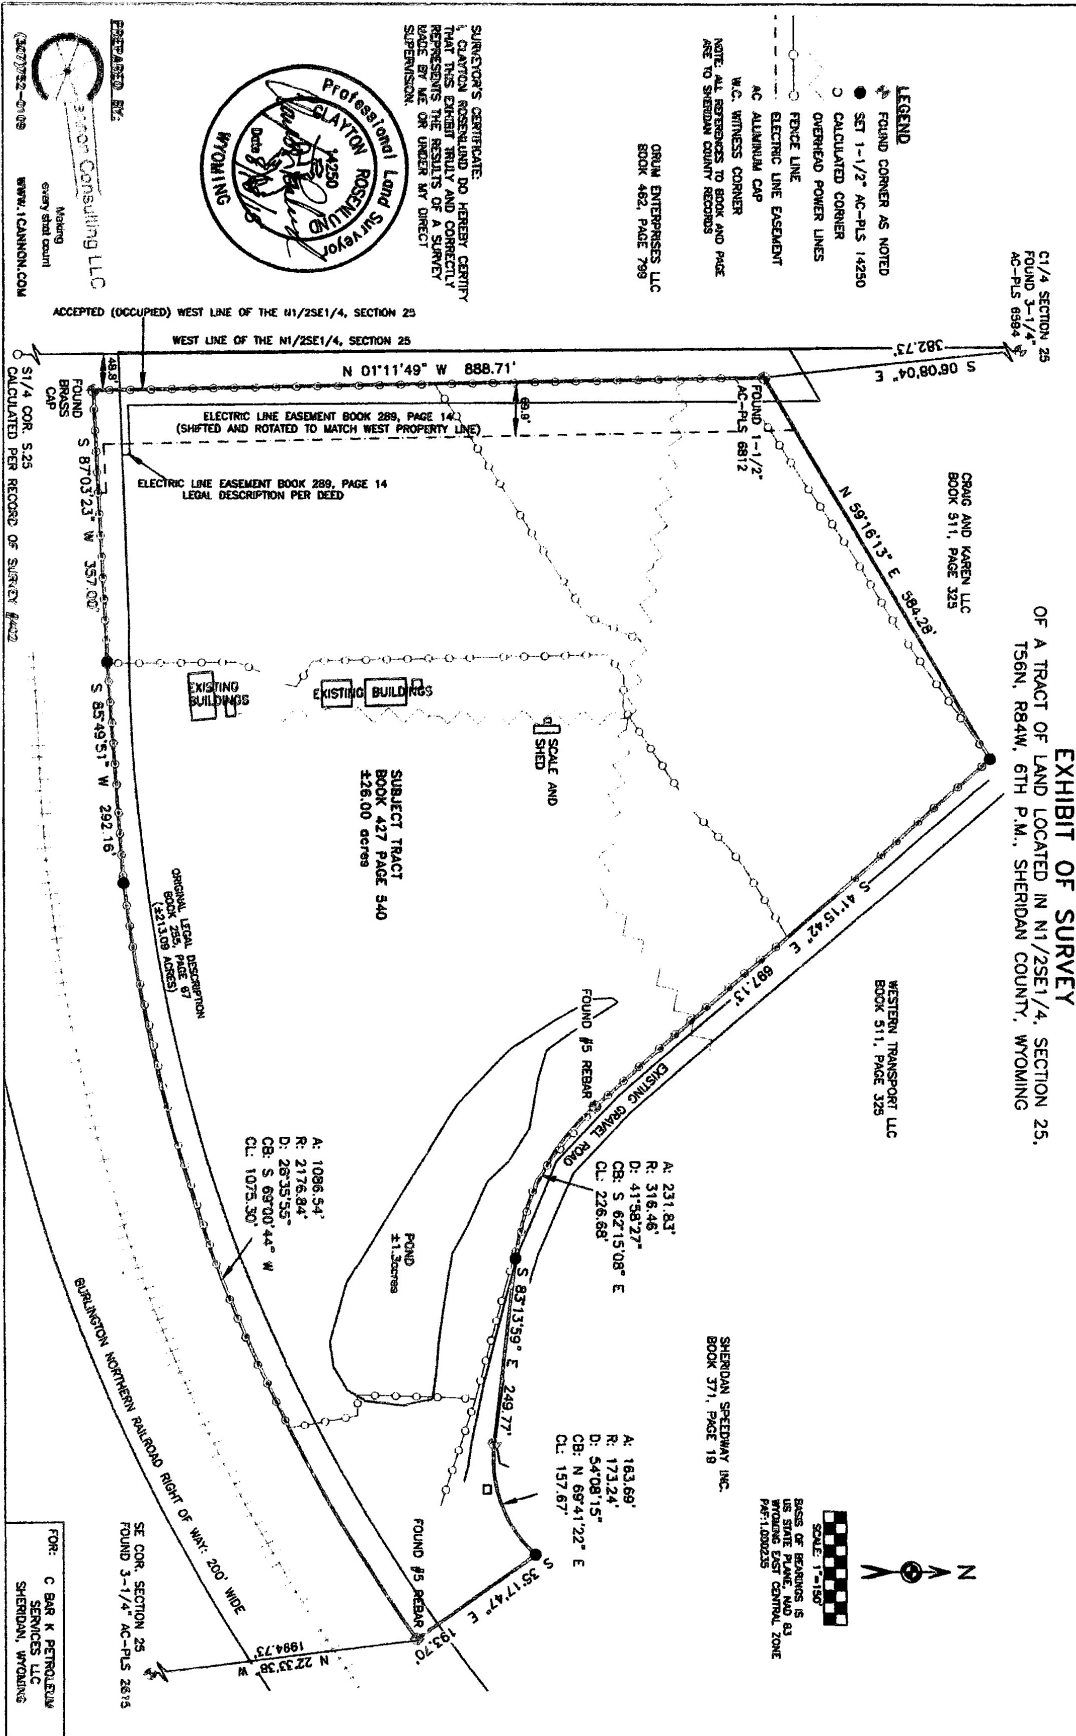 EXHIBIT OF SURVEY
OF A TRACT OF LAND LOCATED IN N1/2SE1/4, SECTION 25,
T56N, R84W, 6TH P.M., SHERIDAN COUNTY, WYOMING
C1/4 SECTION 25
FOUND 3-1/4"
AC-PLS 6594
LEGEND
FOUND CORNER AS NOTED
SET 1-1/2" AC-PLS 14250
CALCULATED CORNER
OVERHEAD POWER LINES
FENCE LINE
ELECTRIC LINE EASEMENT
AC ALUMINUM CAP
W.C. WITNESS CORNER
NOTE: ALL REFERENCES TO BOOK AND PAGE
ARE TO SHERIDAN COUNTY RECORDS
ORUM ENTERPRISES LLC
BOOK 462, PAGE 799
SURVEYOR'S CERTIFICATE:
I, CLAYTON ROSENLUND DO HEREBY CERTIFY
THAT THIS EXHIBIT TRULY AND CORRECTLY
REPRESENTS THE RESULTS OF A SURVEY
MADE BY ME OR UNDER MY DIRECT
SUPERVISION.
Professional Land Surveyor
CLAYTON ROSENLUND
14250
Date
WYOMING
PREPARED BY:
Consulting LLC
Making
every shot count
(307)752-0109
WWW.1CANNON.COM
S 06°08'04" E
382.73'
CRAIG AND KAREN LLC
BOOK 511, PAGE 325
N 59°16'13" E 584.28'
FOUND 1-1/2"
AC-PLS 6812
ACCEPTED (OCCUPIED) WEST LINE OF THE N1/2SE1/4, SECTION 25
WEST LINE OF THE N1/2SE1/4, SECTION 25
N 01°11'49" W 888.71'
69.9'
ELECTRIC LINE EASEMENT BOOK 289, PAGE 14
(SHIFTED AND ROTATED TO MATCH WEST PROPERTY LINE)
ELECTRIC LINE EASEMENT BOOK 289, PAGE 14
LEGAL DESCRIPTION PER DEED
48.8'
FOUND
BRASS
CAP
S1/4 COR. S.25
CALCULATED PER RECORD OF SURVEY #402
S 87°03'23" W 357.00'
S 85°49'51" W 292.16'
EXISTING
BUILDINGS
EXISTING BUILDINGS
SCALE AND
SHED
SUBJECT TRACT
BOOK 427 PAGE 540
±26.00 acres
ORIGINAL LEGAL DESCRIPTION
BOOK 255, PAGE 67
(±213.09 ACRES)
WESTERN TRANSPORT LLC
BOOK 511, PAGE 325
S 41°15'42" E 697.13'
EXISTING GRAVEL ROAD
FOUND #5 REBAR
A: 231.83'
R: 316.46'
D: 41°58'27"
CB: S 62°15'08" E
CL: 226.68'
POND
±1.3acres
A: 1086.54'
R: 2176.84'
D: 28°35'55"
CB: S 69°00'44" W
CL: 1075.30'
S 83°13'59" E 249.77'
SHERIDAN SPEEDWAY INC.
BOOK 371, PAGE 19
A: 163.69'
R: 173.24'
D: 54°08'15"
CB: N 69°41'22" E
CL: 157.67'
S 35°17'47" E
193.70'
FOUND #5 REBAR
N 22°33'38" W
1994.73'
BURLINGTON NORTHERN RAILROAD RIGHT OF WAY: 200' WIDE
SE COR. SECTION 25
FOUND 3-1/4" AC-PLS 2615
N
SCALE: 1"=150'
BASIS OF BEARINGS IS
US STATE PLANE, NAD 83
WYOMING EAST CENTRAL ZONE
PAF:1.000235
FOR: C BAR K PETROLEUM
SERVICES LLC
SHERIDAN, WYOMING